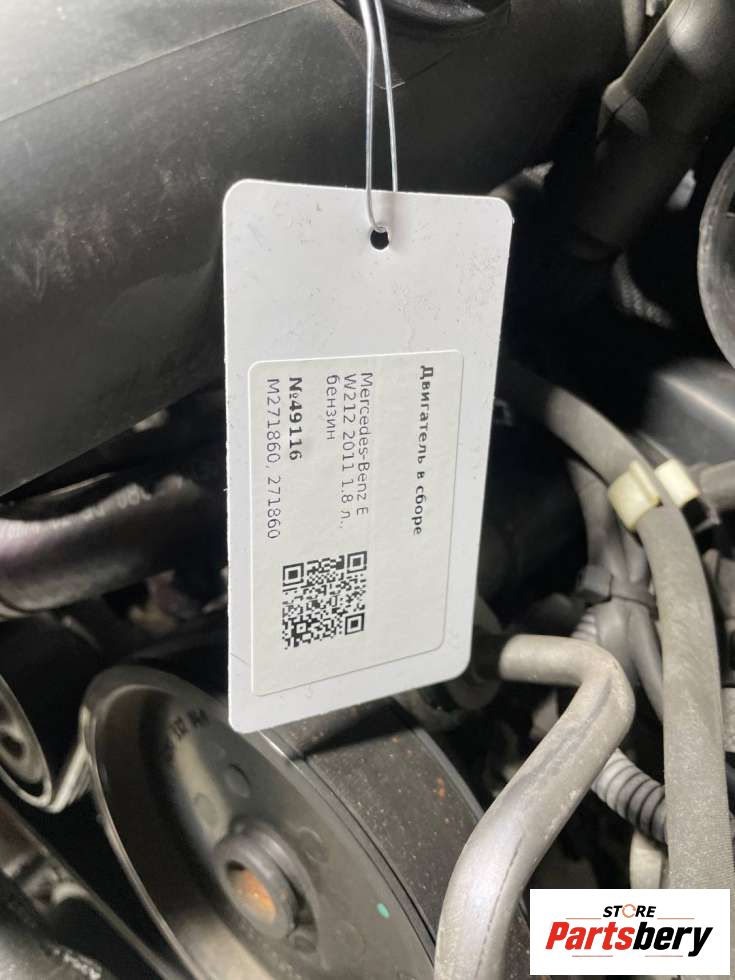 Двигатель в сборе
Mercedes-Benz E
W212 2011 1.8 л.,
бензин
№49116
M271860, 271860
STORE
Partsbery